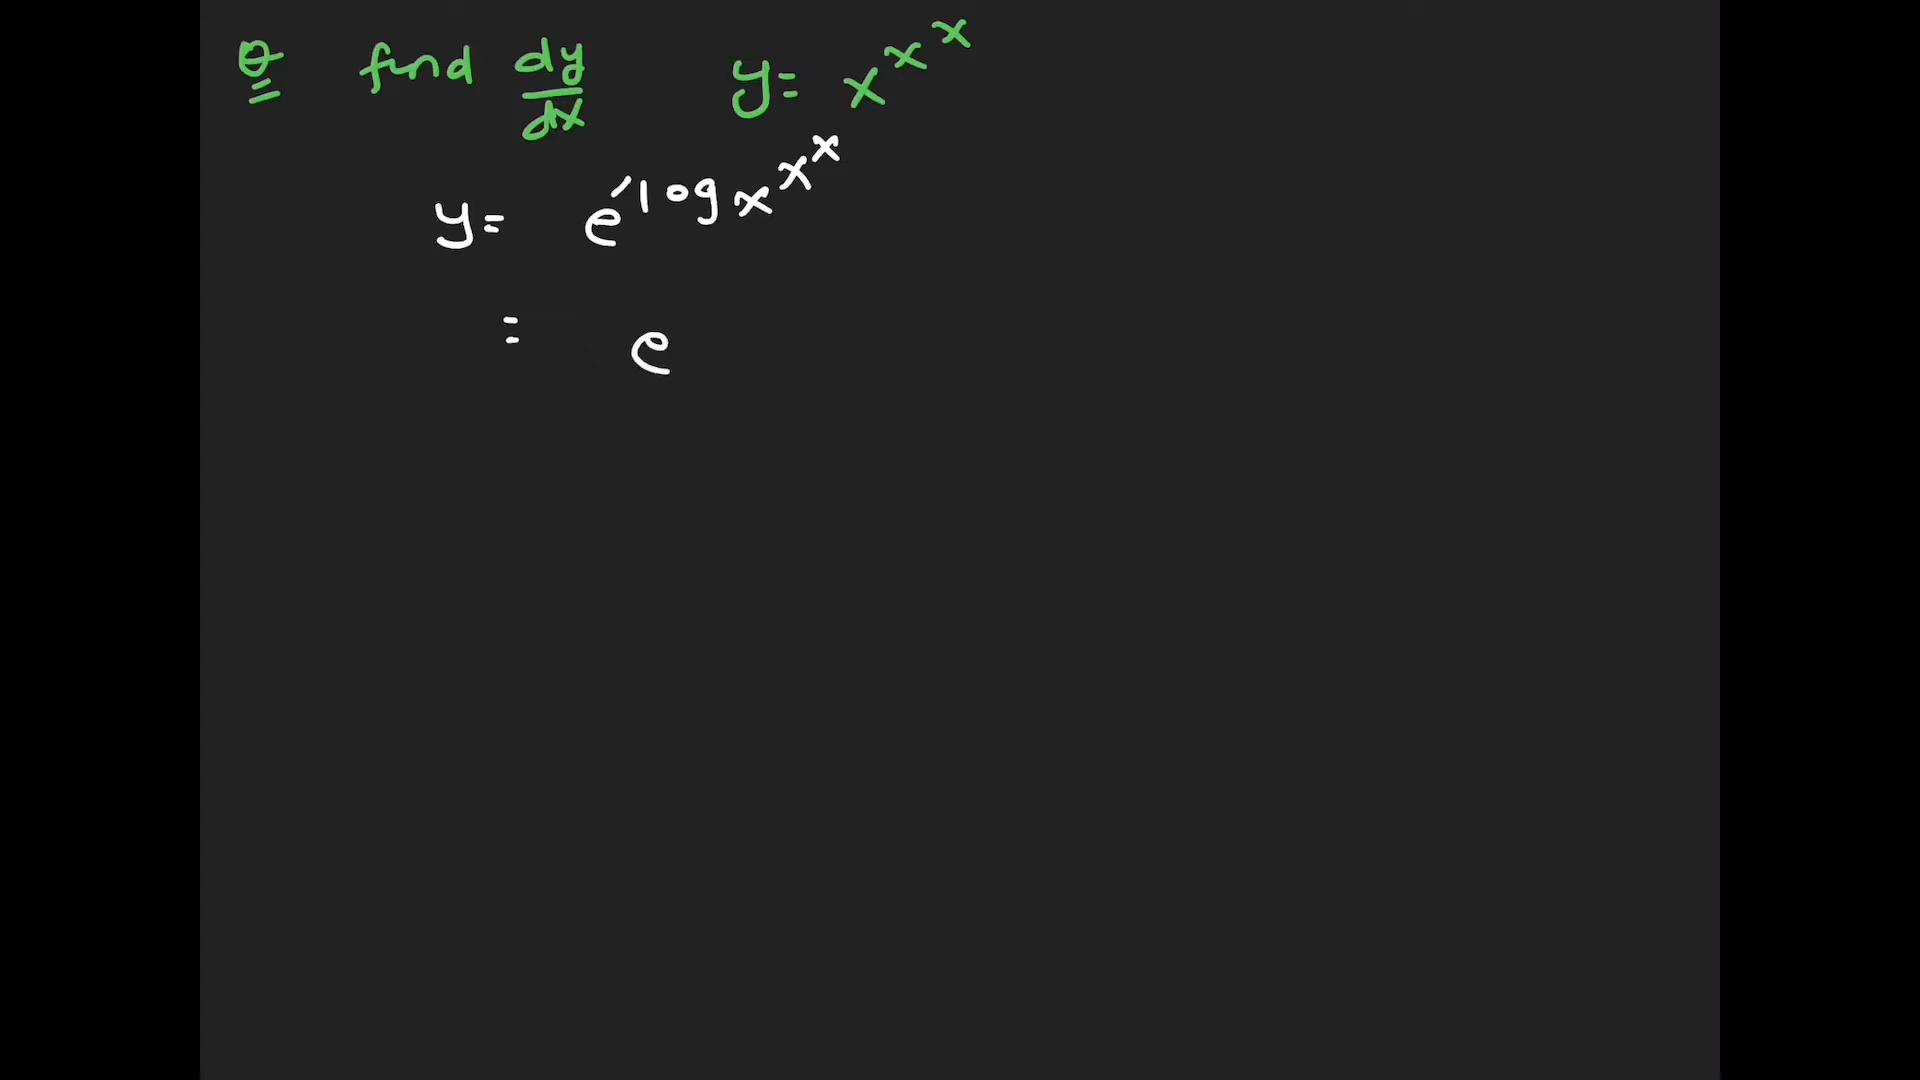 Q find dy/dx y= x^x^x
y= e^log x^x^x
= e